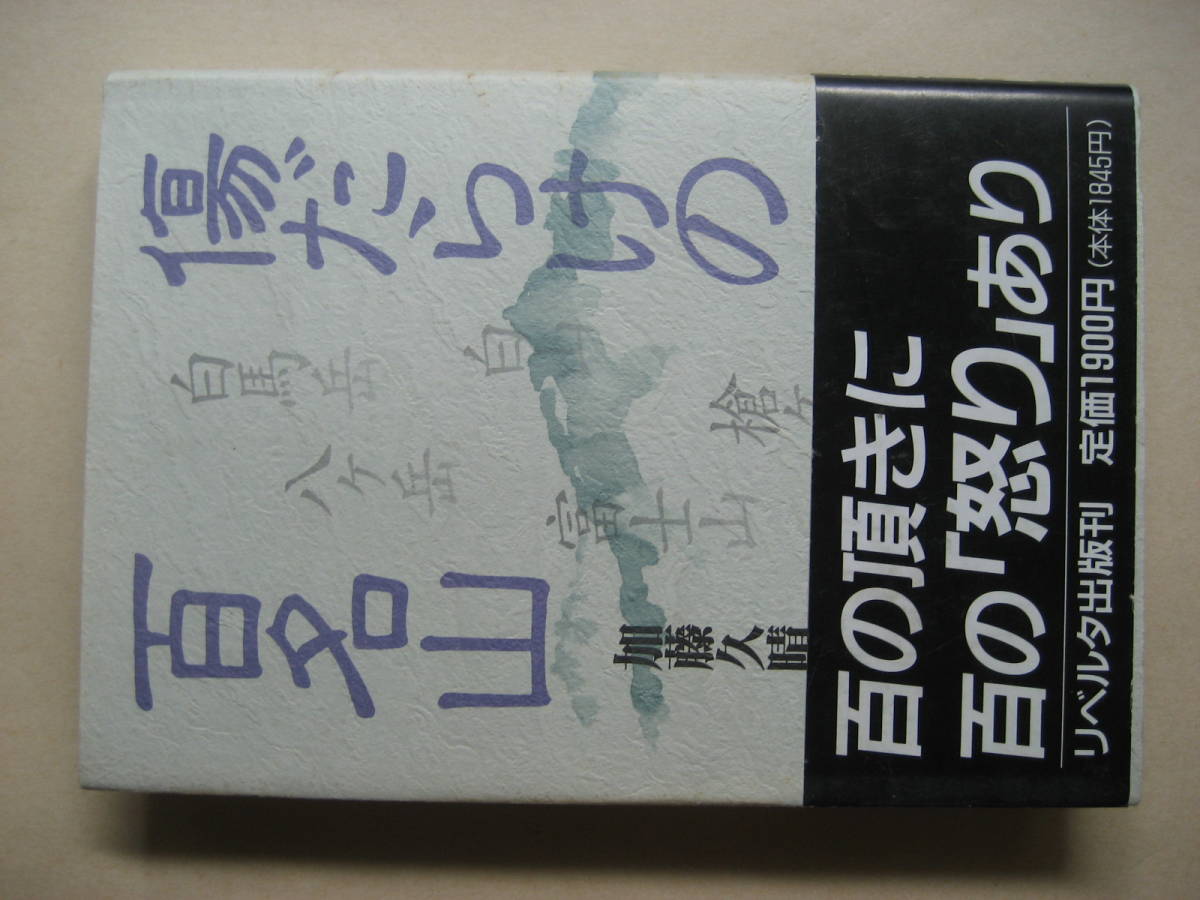 傷だらけの
百名山
白馬岳
白山
槍ヶ
八ヶ岳
富士山
加藤久晴
百の頂きに
百の「怒り」あり
リベルタ出版刊 定価1900円(本体1845円)